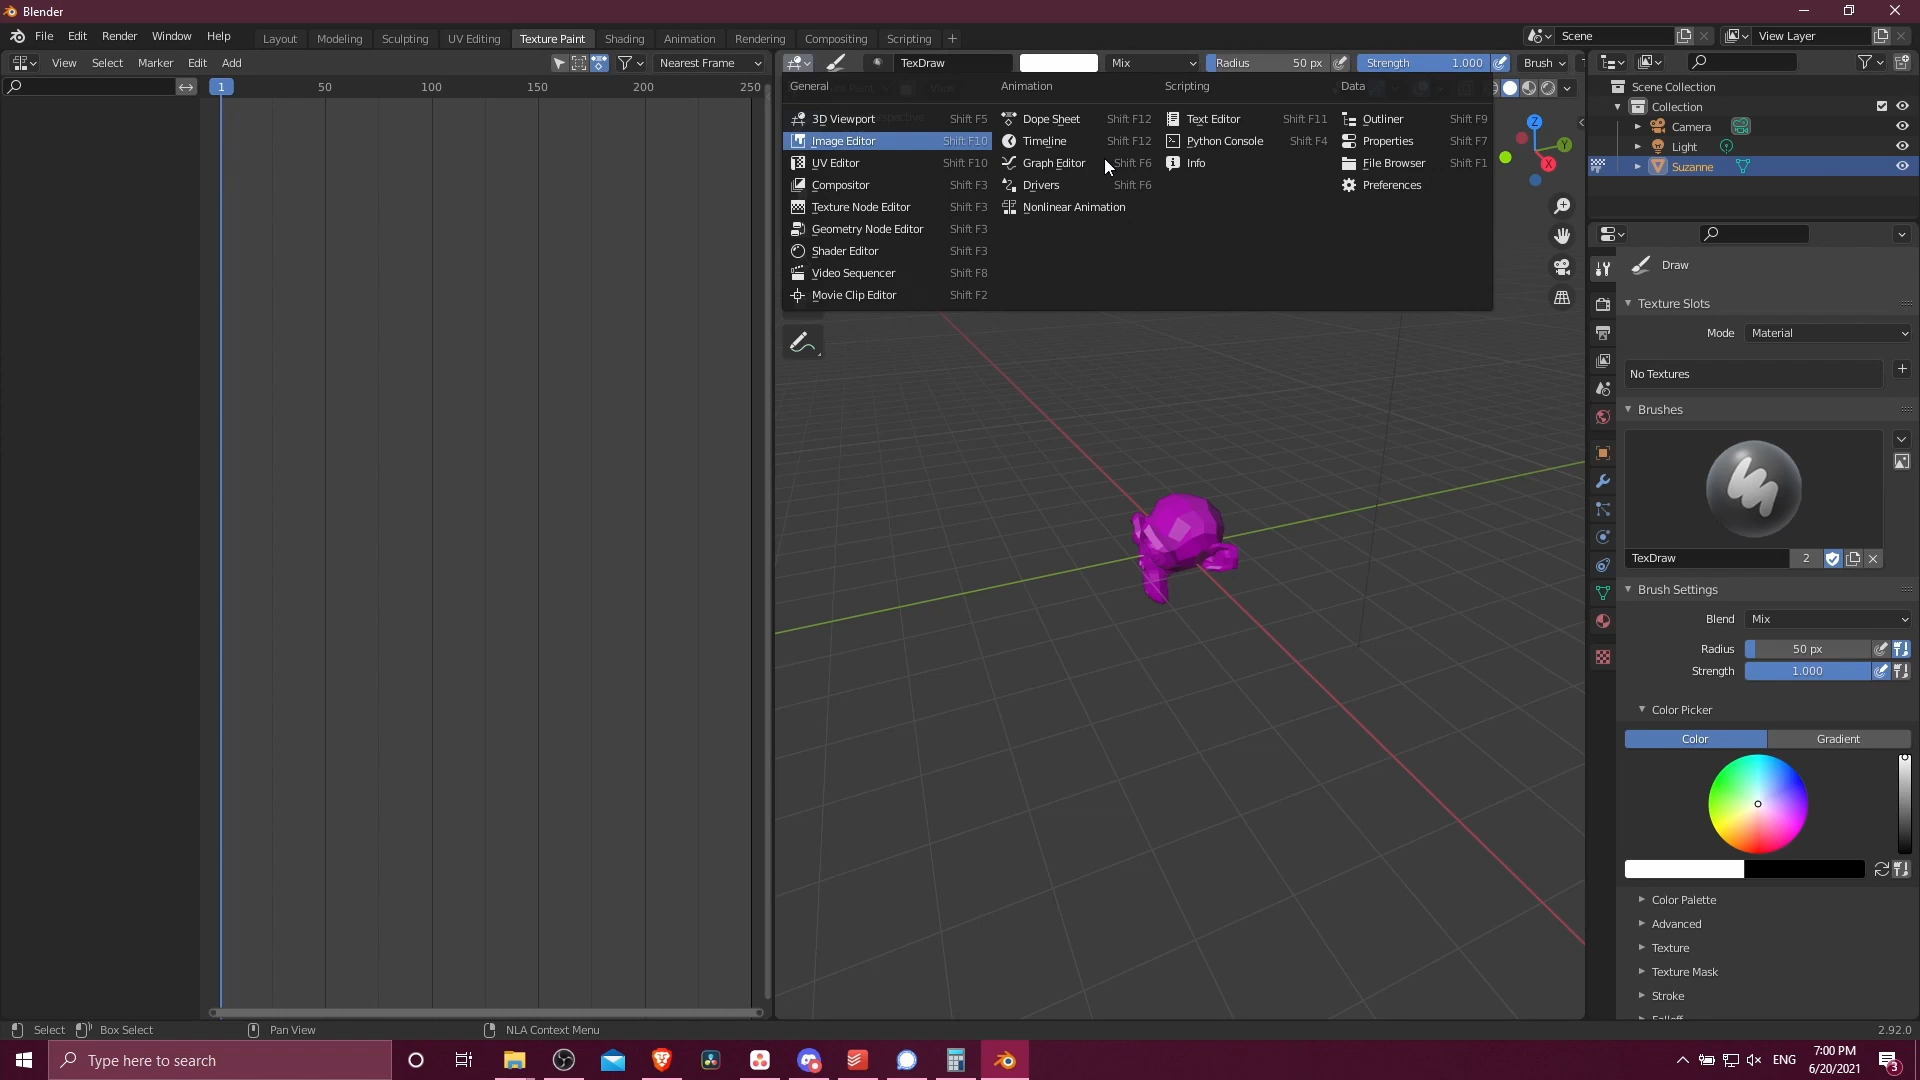 Blender
File Edit Render Window Help Layout Modeling Sculpting UV Editing Texture Paint Shading Animation Rendering Compositing Scripting + Scene View Layer
View Select Marker Edit Add Nearest Frame TexDraw Mix Radius 50 px Strength 1.000 Brush
1 50 100 150 200 250
General Animation Scripting Data
3D Viewport Shift F5 Dope Sheet Shift F12 Text Editor Shift F11 Outliner Shift F9
Image Editor Shift F10 Timeline Shift F12 Python Console Shift F4 Properties Shift F7
UV Editor Shift F10 Graph Editor Shift F6 Info File Browser Shift F1
Compositor Shift F3 Drivers Shift F6 Preferences
Texture Node Editor Shift F3 Nonlinear Animation
Geometry Node Editor Shift F3
Shader Editor Shift F3
Video Sequencer Shift F8
Movie Clip Editor Shift F2
Z
Y
X
Scene Collection
Collection
Camera
Light
Suzanne
Draw
Texture Slots
Mode Material
No Textures
Brushes
TexDraw 2
Brush Settings
Blend Mix
Radius 50 px
Strength 1.000
Color Picker
Color Gradient
Color Palette
Advanced
Texture
Texture Mask
Stroke
Falloff
Select Box Select Pan View NLA Context Menu 2.92.0
Type here to search ENG 7:00 PM
6/20/2021 3